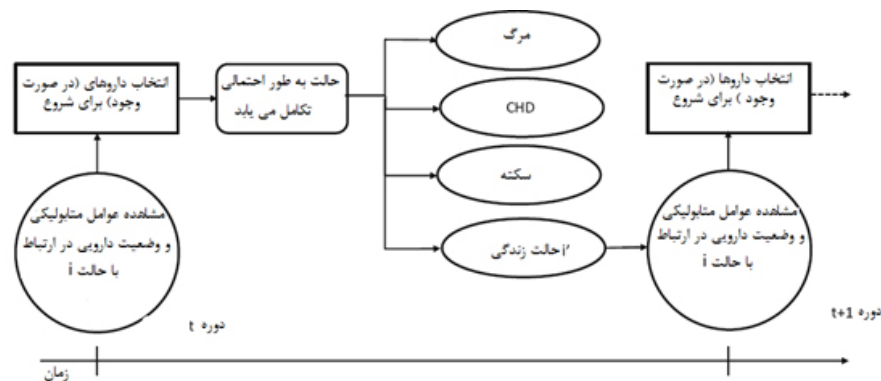 انتخاب داروهای (در صورت
وجود) برای شروع
مشاهده عوامل متابولیکی
و وضعیت دارویی در ارتباط
با حالت i
حالت به طور احتمالی
تکامل می یابد
مرگ
CHD
سکته
حالت زندگی i'
انتخاب داروها (در صورت
وجود ) برای شروع
مشاهده عوامل متابولیکی
و وضعیت دارویی در ارتباط
با حالت i
دوره t
دوره t+1
زمان